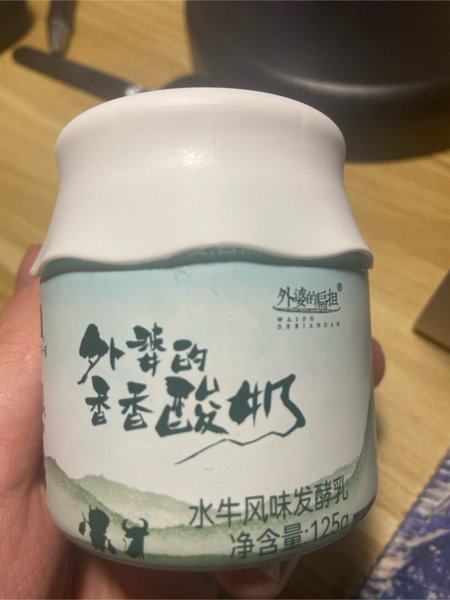 外婆的扁担®
WAIPO
DEBIANDAN
外婆的
香香酸奶
水牛风味发酵乳
净含量:125g